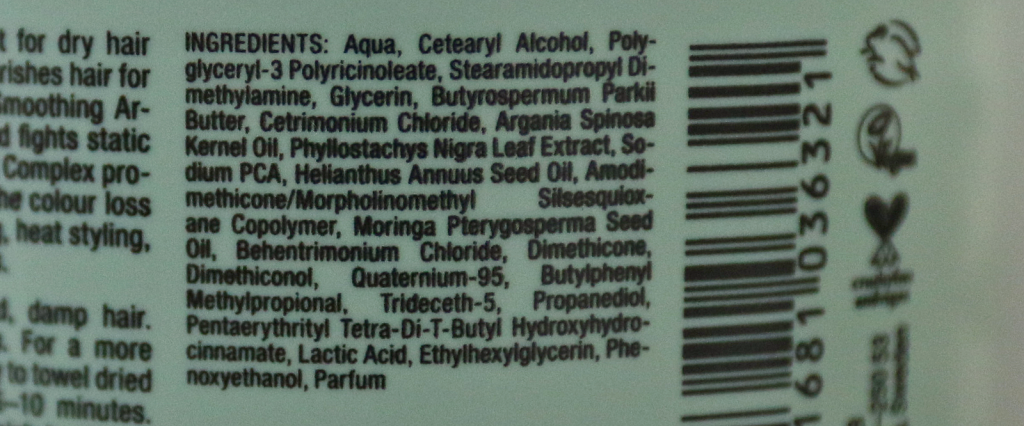 t for dry hair
rishes hair for
Smoothing Ar-
d fights static
Complex pro-
he colour loss
, heat styling,
d, damp hair.
. For a more
to towel dried
5–10 minutes.
INGREDIENTS: Aqua, Cetearyl Alcohol, Poly-
glyceryl-3 Polyricinoleate, Stearamidopropyl Di-
methylamine, Glycerin, Butyrospermum Parkii
Butter, Cetrimonium Chloride, Argania Spinosa
Kernel Oil, Phyllostachys Nigra Leaf Extract, So-
dium PCA, Helianthus Annuus Seed Oil, Amodi-
methicone/Morpholinomethyl Silsesquiox-
ane Copolymer, Moringa Pterygosperma Seed
Oil, Behentrimonium Chloride, Dimethicone,
Dimethiconol, Quaternium-95, Butylphenyl
Methylpropional, Trideceth-5, Propanediol,
Pentaerythrityl Tetra-Di-T-Butyl Hydroxyhydro-
cinnamate, Lactic Acid, Ethylhexylglycerin, Phe-
noxyethanol, Parfum
1681036321